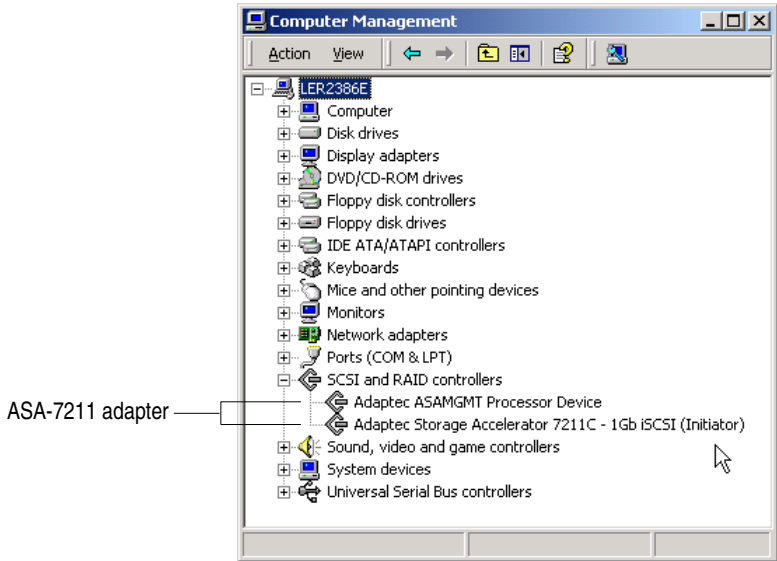 Computer Management
Action View
LER2386E
Computer
Disk drives
Display adapters
DVD/CD-ROM drives
Floppy disk controllers
Floppy disk drives
IDE ATA/ATAPI controllers
Keyboards
Mice and other pointing devices
Monitors
Network adapters
Ports (COM & LPT)
SCSI and RAID controllers
ASA-7211 adapter
Adaptec ASAMGMT Processor Device
Adaptec Storage Accelerator 7211C - 1Gb iSCSI (Initiator)
Sound, video and game controllers
System devices
Universal Serial Bus controllers